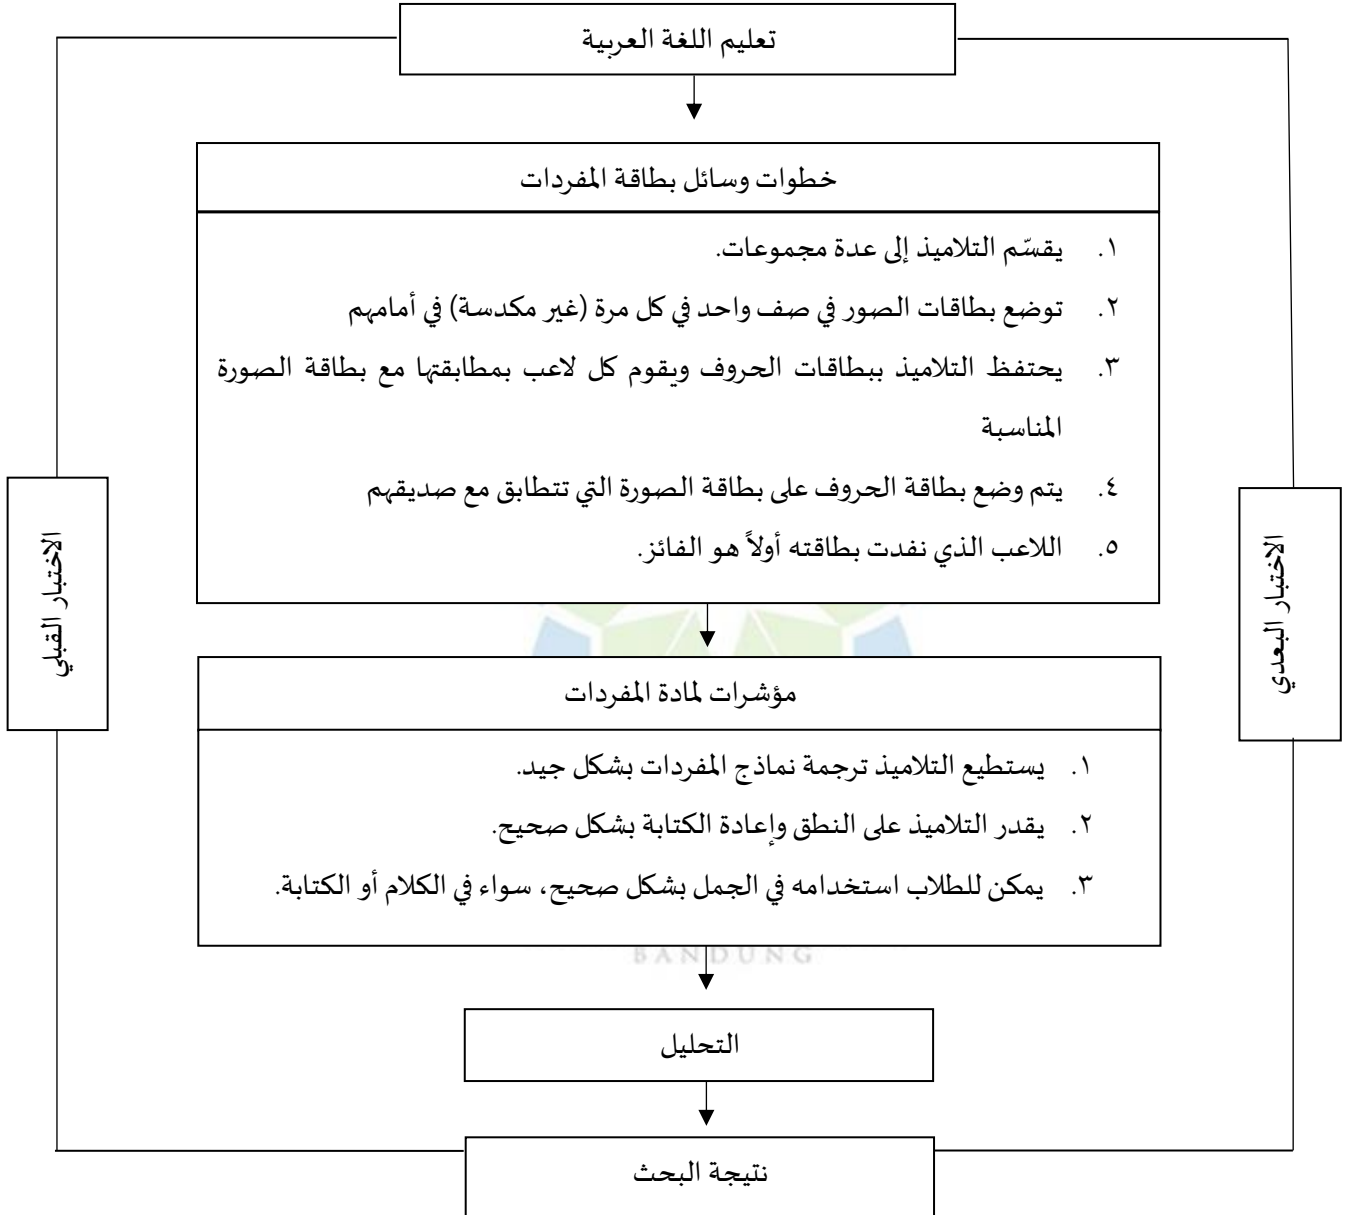 تعليم اللغة العربية
خطوات وسائل بطاقة المفردات
١. يقسّم التلاميذ إلى عدة مجموعات.
٢. توضع بطاقات الصور في صف واحد في كل مرة (غير مكدسة) في أمامهم
٣. يحتفظ التلاميذ ببطاقات الحروف ويقوم كل لاعب بمطابقتها مع بطاقة الصورة
المناسبة
٤. يتم وضع بطاقة الحروف على بطاقة الصورة التي تتطابق مع صديقهم
٥. اللاعب الذي نفدت بطاقته أولاً هو الفائز.
الاختبار البعدي
الاختبار القبلي
مؤشرات لمادة المفردات
١. يستطيع التلاميذ ترجمة نماذج المفردات بشكل جيد.
٢. يقدر التلاميذ على النطق وإعادة الكتابة بشكل صحيح.
٣. يمكن للطلاب استخدامه في الجمل بشكل صحيح، سواء في الكلام أو الكتابة.
BANDUNG
التحليل
نتيجة البحث